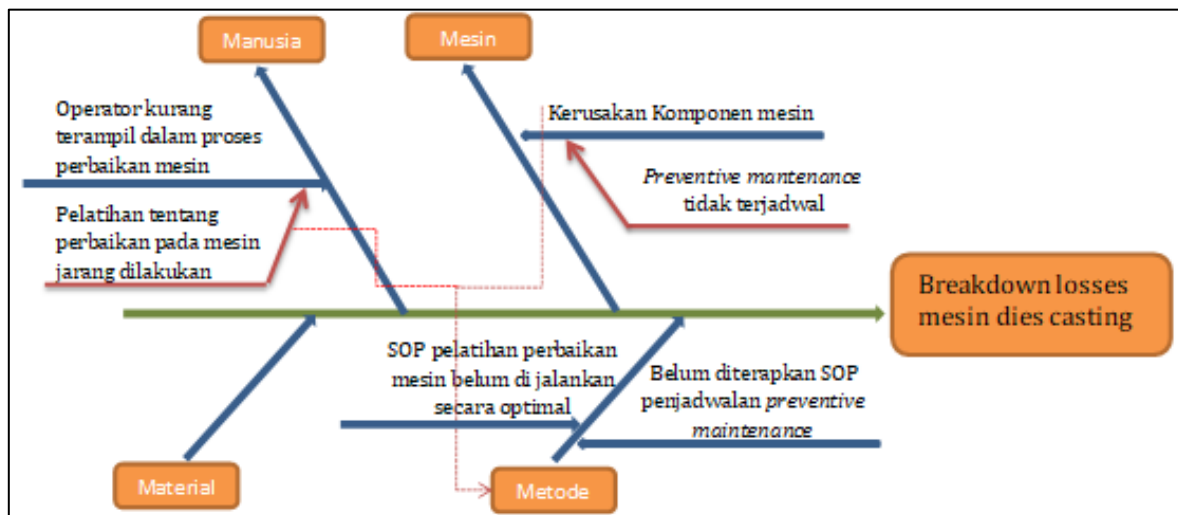 Manusia
Mesin
Operator kurang
terampil dalam proses
perbaikan mesin
Kerusakan Komponen mesin
Preventive mantenance
tidak terjadwal
Pelatihan tentang
perbaikan pada mesin
jarang dilakukan
Breakdown losses
mesin dies casting
SOP pelatihan perbaikan
mesin belum di jalankan
secara optimal
Belum diterapkan SOP
penjadwalan preventive
maintenance
Material
Metode